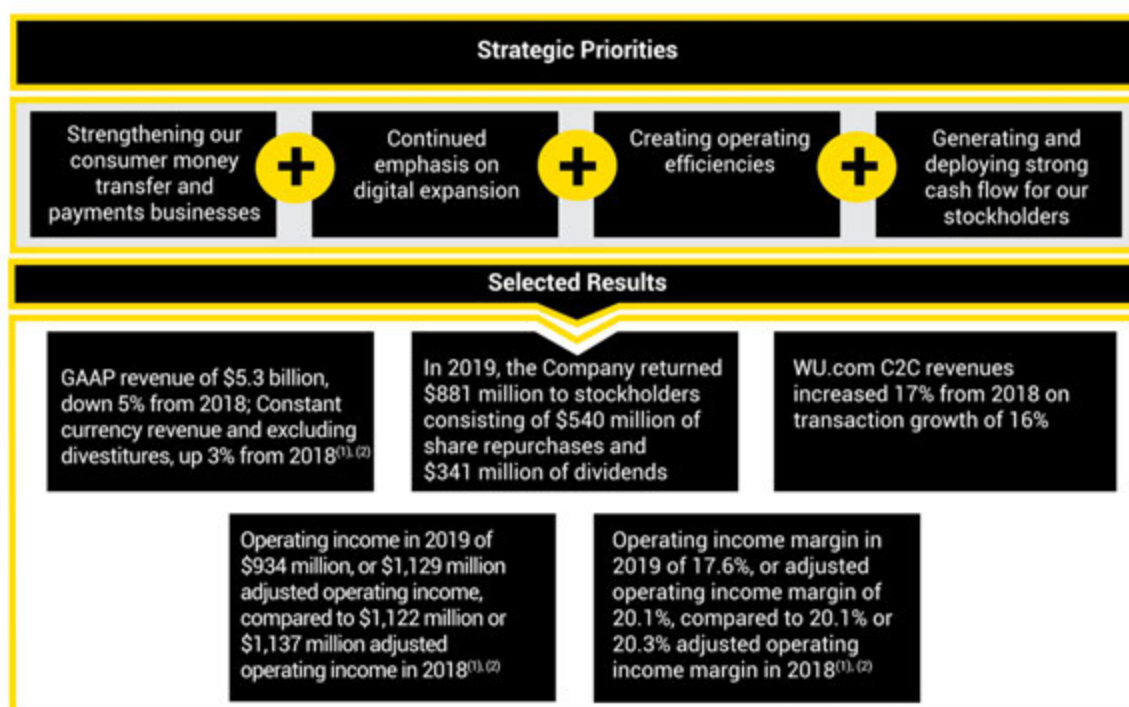 Strategic Priorities
Strengthening our
consumer money
transfer and
payments businesses
+
Continued
emphasis on
digital expansion
+
Creating operating
efficiencies
+
Generating and
deploying strong
cash flow for our
stockholders
Selected Results
GAAP revenue of $5.3 billion,
down 5% from 2018; Constant
currency revenue and excluding
divestitures, up 3% from 2018(1), (2)
In 2019, the Company returned
$881 million to stockholders
consisting of $540 million of
share repurchases and
$341 million of dividends
WU.com C2C revenues
increased 17% from 2018 on
transaction growth of 16%
Operating income in 2019 of
$934 million, or $1,129 million
adjusted operating income,
compared to $1,122 million or
$1,137 million adjusted
operating income in 2018(1), (2)
Operating income margin in
2019 of 17.6%, or adjusted
operating income margin of
20.1%, compared to 20.1% or
20.3% adjusted operating
income margin in 2018(1), (2)